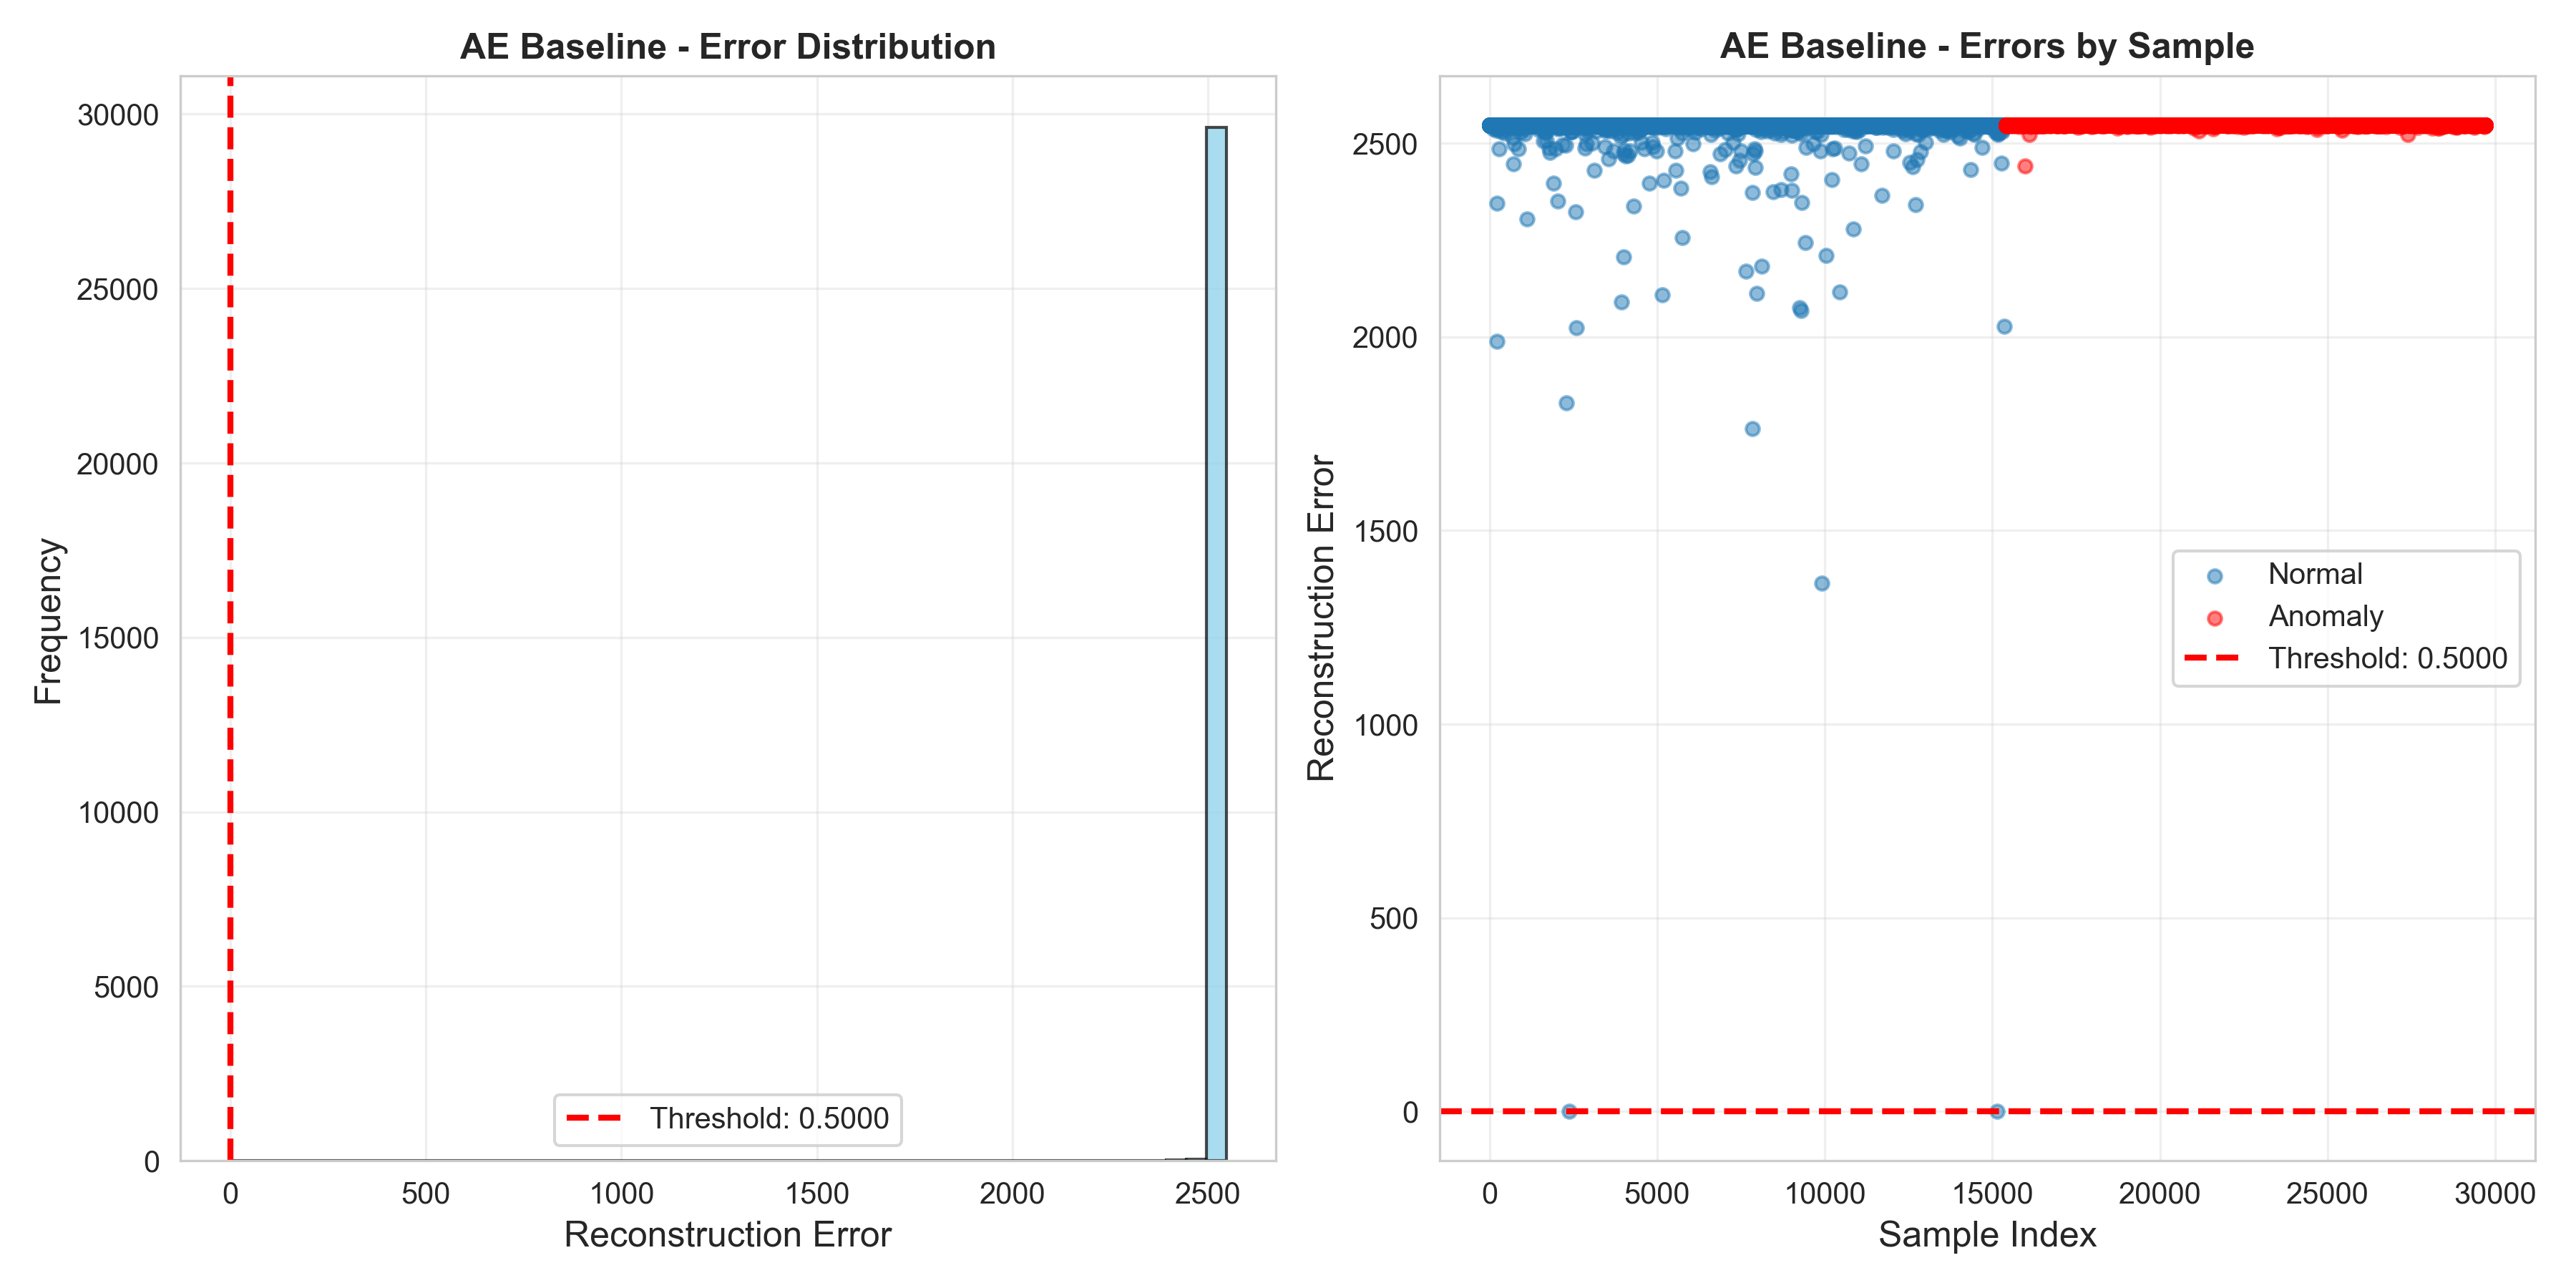 AE Baseline - Error Distribution
30000
25000
20000
15000
10000
5000
0
Frequency
Threshold: 0.5000
0 500 1000 1500 2000 2500
Reconstruction Error
AE Baseline - Errors by Sample
2500
2000
1500
1000
500
0
Reconstruction Error
Normal
Anomaly
Threshold: 0.5000
0 5000 10000 15000 20000 25000 30000
Sample Index